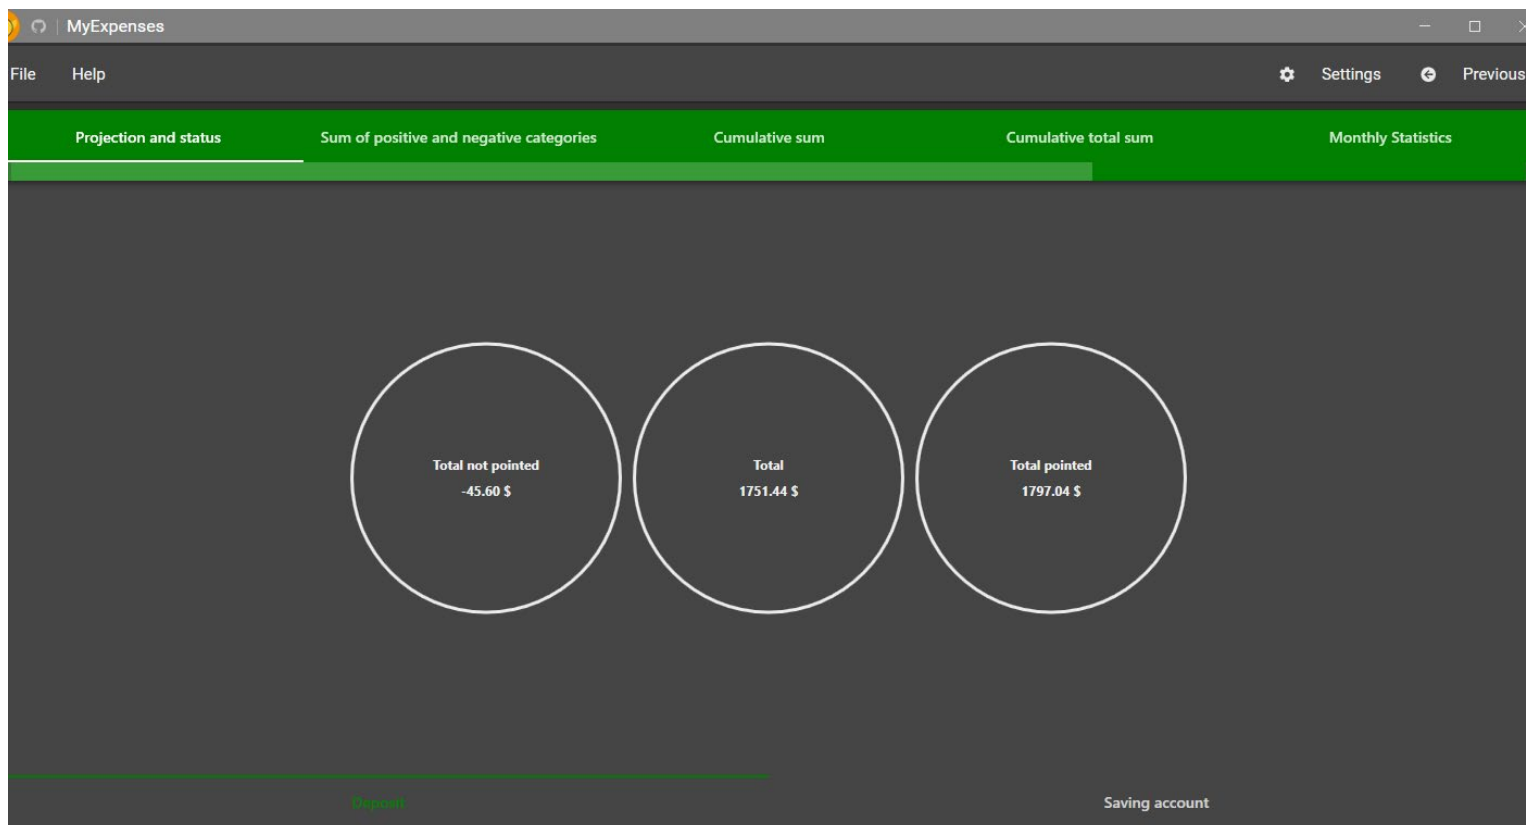 MyExpenses
File Help Settings Previous
Projection and status Sum of positive and negative categories Cumulative sum Cumulative total sum Monthly Statistics
Total not pointed Total Total pointed
-45.60 $ 1751.44 $ 1797.04 $
Deposit Saving account